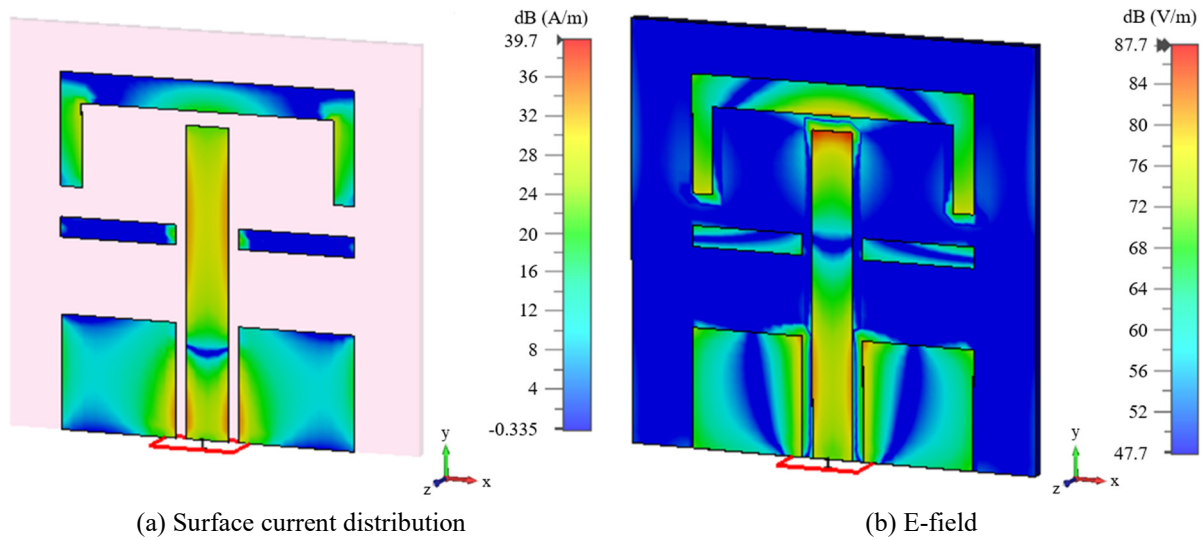 dB (A/m)
39.7
36
32
28
24
20
16
12
8
4
-0.335
y
z
x
(a) Surface current distribution
dB (V/m)
87.7
84
80
76
72
68
64
60
56
52
47.7
y
z
x
(b) E-field